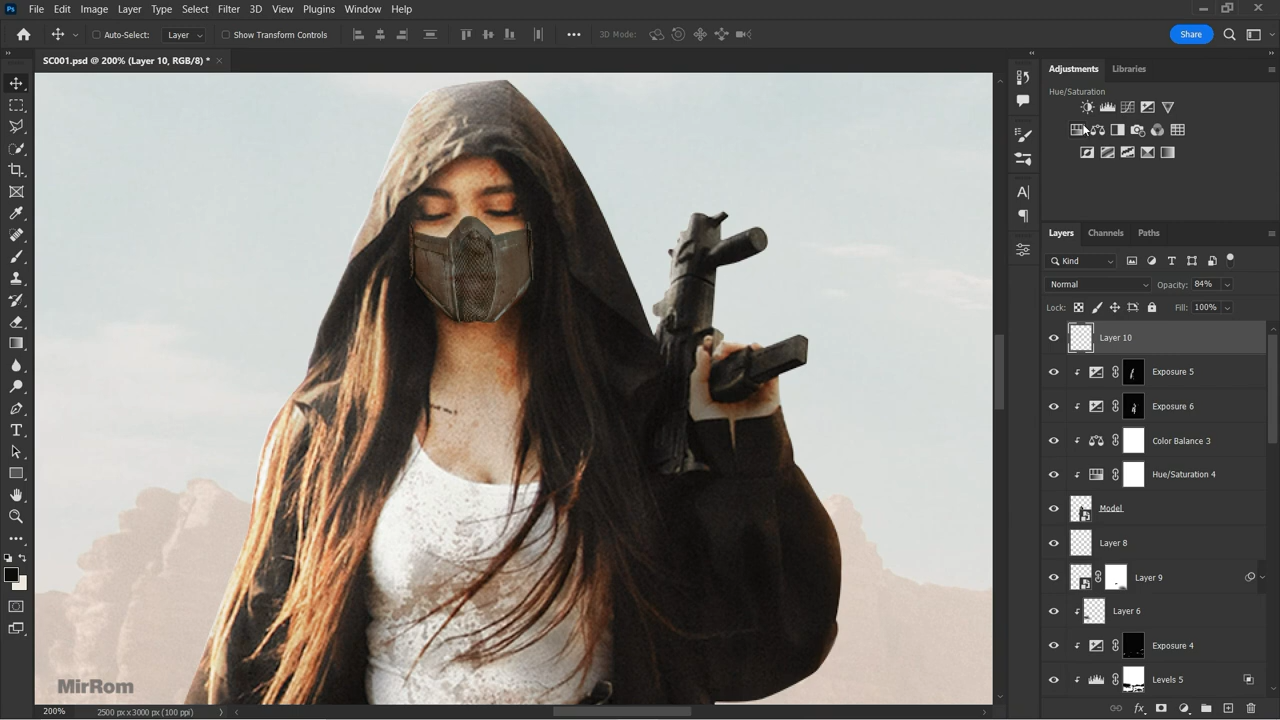 Ps File Edit Image Layer Type Select Filter 3D View Plugins Window Help
Auto-Select: Layer Show Transform Controls 3D Mode: Share
SC001.psd @ 200% (Layer 10, RGB/8) *
Adjustments Libraries
Hue/Saturation
Layers Channels Paths
Kind
Normal Opacity: 84%
Lock: Fill: 100%
Layer 10
Exposure 5
Exposure 6
Color Balance 3
Hue/Saturation 4
Model
Layer 8
Layer 9
Layer 6
Exposure 4
Levels 5
MirRom
200% 2500 px x 3000 px (100 ppi)